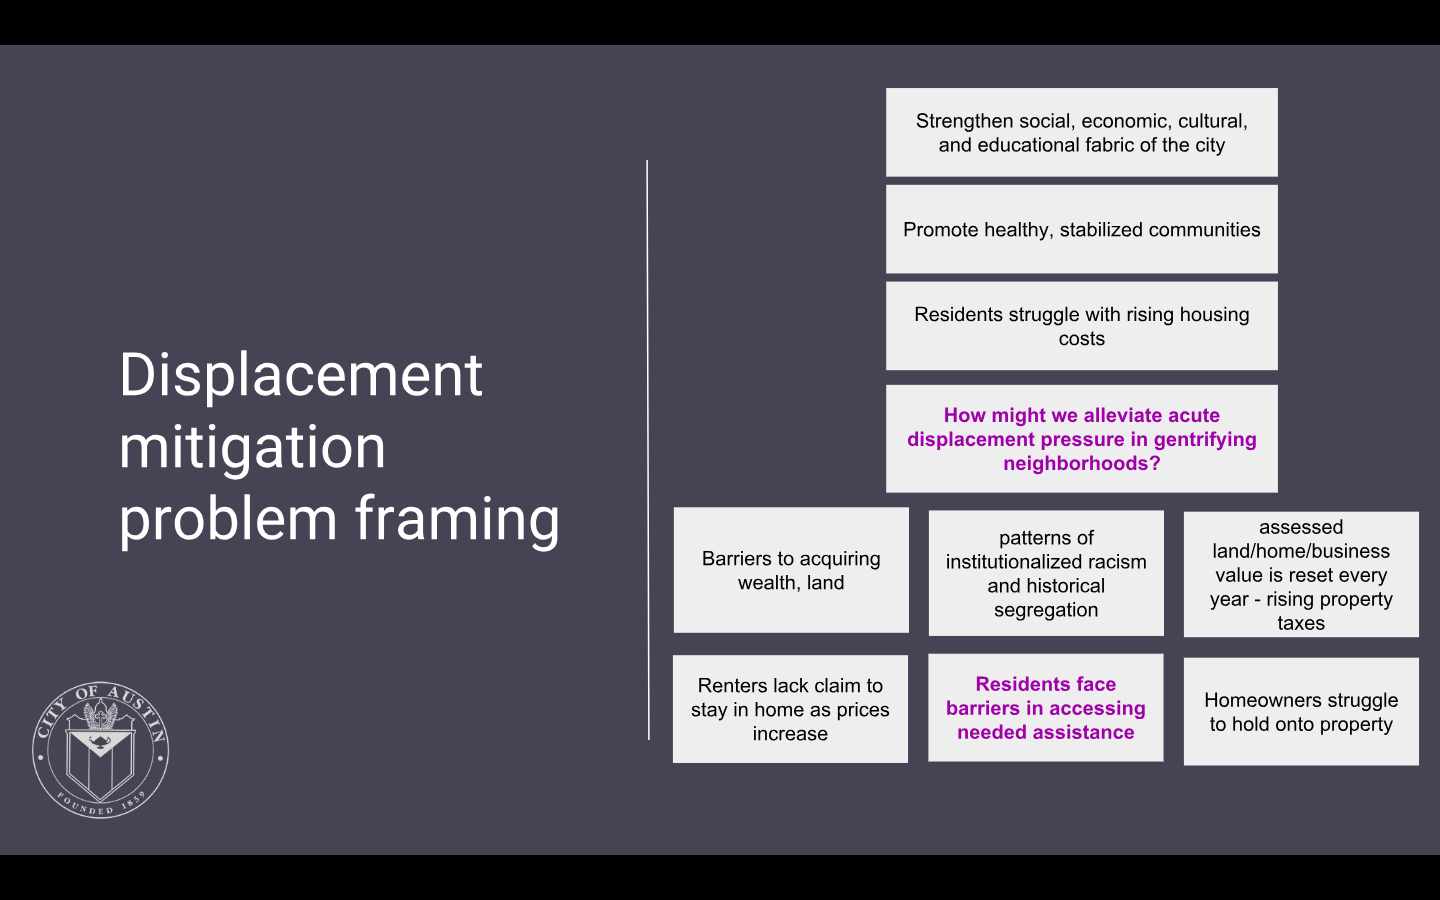 Displacement
mitigation
problem framing
CITY OF AUSTIN
FOUNDED 1839
Strengthen social, economic, cultural,
and educational fabric of the city
Promote healthy, stabilized communities
Residents struggle with rising housing
costs
How might we alleviate acute
displacement pressure in gentrifying
neighborhoods?
Barriers to acquiring
wealth, land
patterns of
institutionalized racism
and historical
segregation
assessed
land/home/business
value is reset every
year - rising property
taxes
Renters lack claim to
stay in home as prices
increase
Residents face
barriers in accessing
needed assistance
Homeowners struggle
to hold onto property